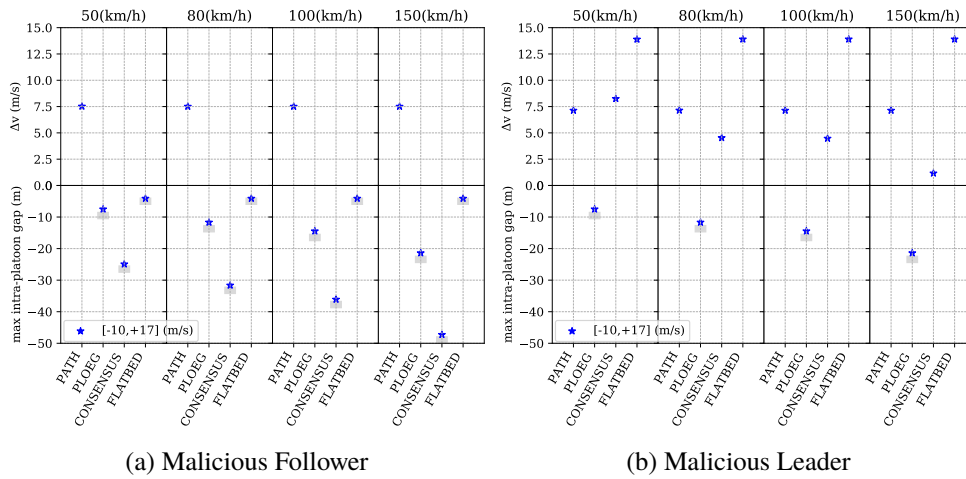 50(km/h) 80(km/h) 100(km/h) 150(km/h)
15.0
12.5
10.0
7.5
5.0
2.5
0.0
0
−10
−20
−30
−40
−50
Δv (m/s)
max intra-platoon gap (m)
[-10,+17] (m/s)
PATH PLOEG CONSENSUS FLATBED PATH PLOEG CONSENSUS FLATBED PATH PLOEG CONSENSUS FLATBED PATH PLOEG CONSENSUS FLATBED
(a) Malicious Follower
50(km/h) 80(km/h) 100(km/h) 150(km/h)
15.0
12.5
10.0
7.5
5.0
2.5
0.0
0
−10
−20
−30
−40
−50
Δv (m/s)
max intra-platoon gap (m)
[-10,+17] (m/s)
PATH PLOEG CONSENSUS FLATBED PATH PLOEG CONSENSUS FLATBED PATH PLOEG CONSENSUS FLATBED PATH PLOEG CONSENSUS FLATBED
(b) Malicious Leader